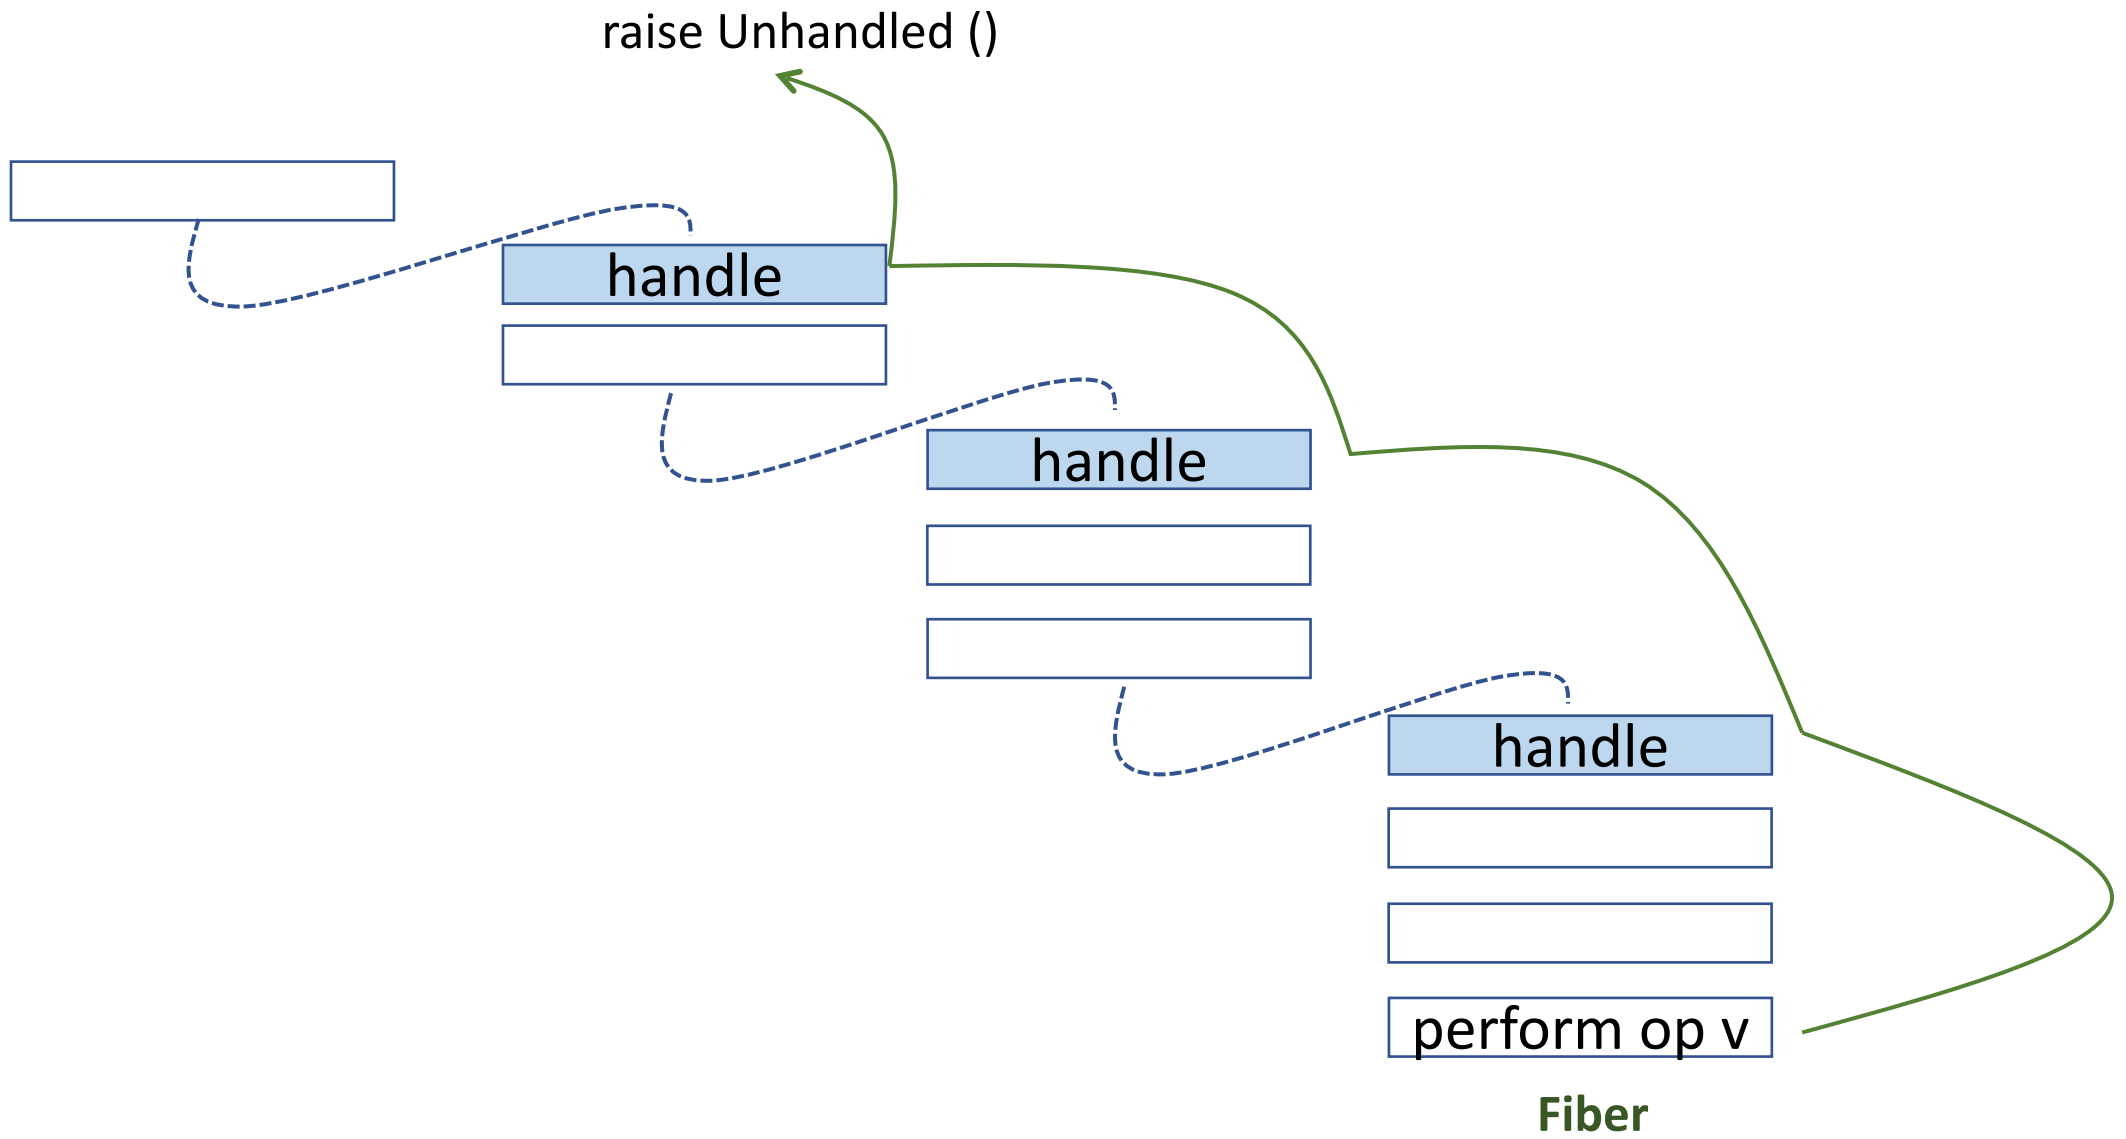 raise Unhandled ()
handle
handle
handle
perform op v
Fiber